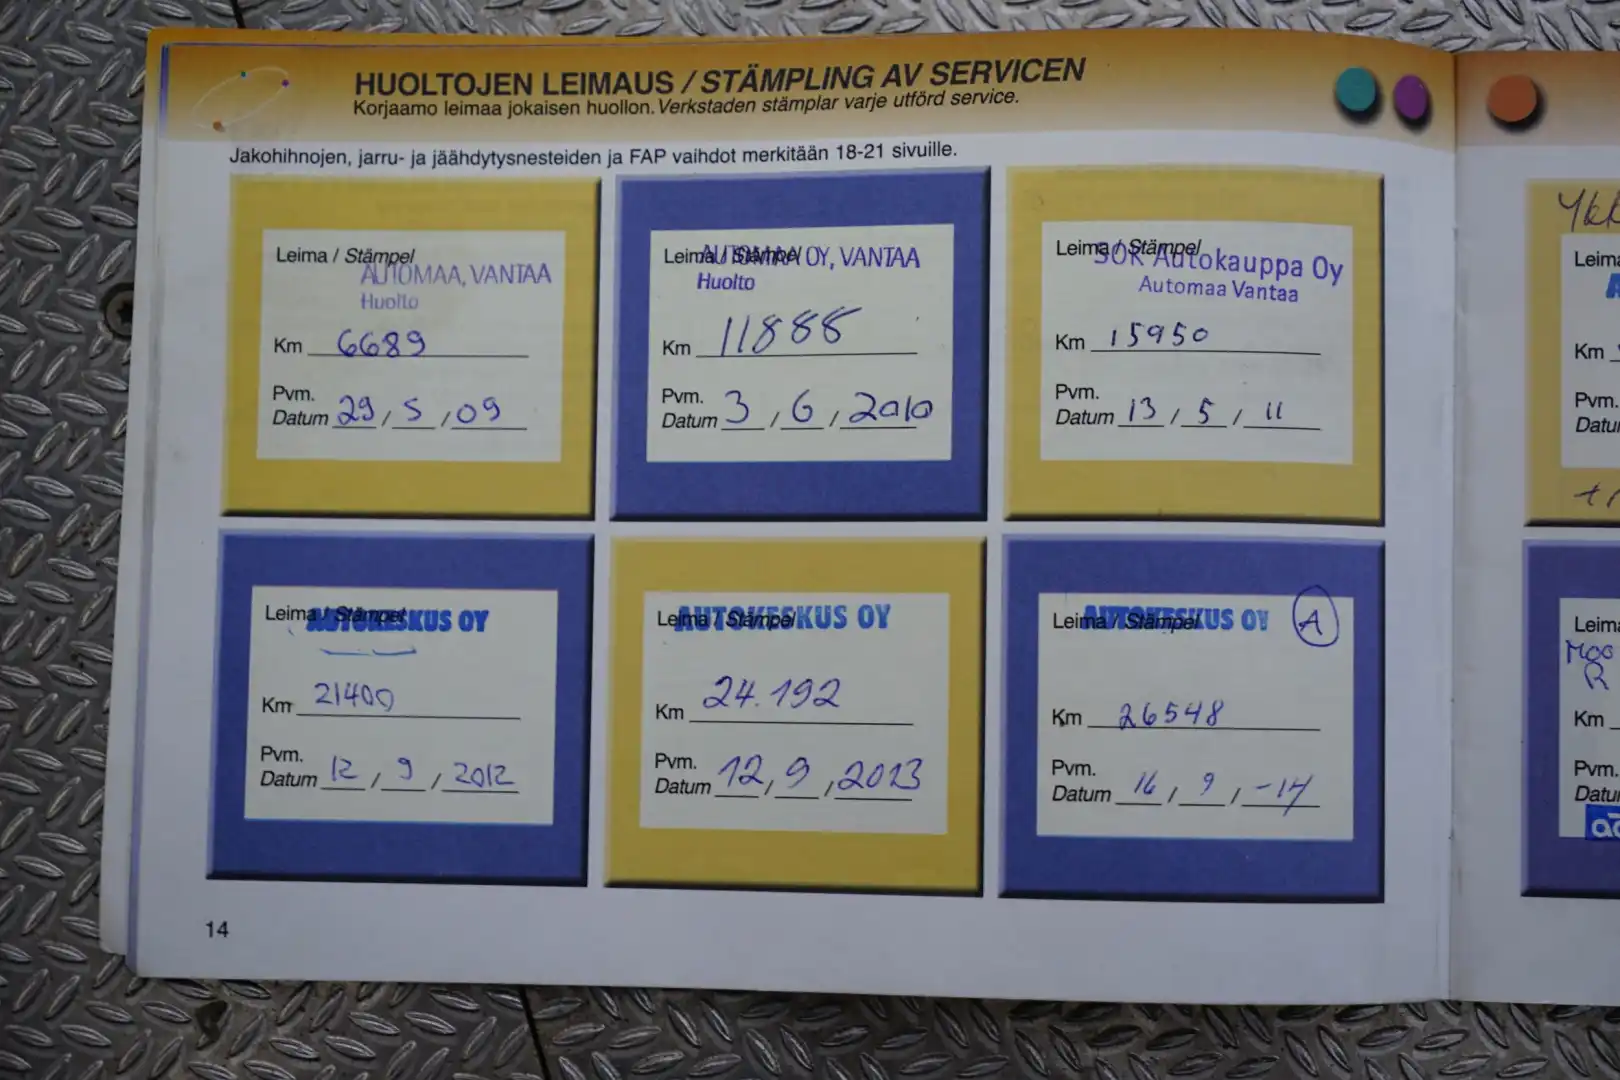 HUOLTOJEN LEIMAUS / STÄMPLING AV SERVICEN
Korjaamo leimaa jokaisen huollon. Verkstaden stämplar varje utförd service.
Jakohihnojen, jarru- ja jäähdytysnesteiden ja FAP vaihdot merkitään 18-21 sivuille.
Leima / Stämpel
AUTOMAA, VANTAA
Huolto
Km 6689
Pvm.
Datum 29 / 5 / 09
Leima / Stämpel
AUTOMAA OY, VANTAA
Huolto
Km 11888
Pvm.
Datum 3 / 6 / 2010
Leima / Stämpel
SOK Autokauppa Oy
Automaa Vantaa
Km 15950
Pvm.
Datum 13 / 5 / 11
Leima / Stämpel
AUTOKESKUS OY
Km 21400
Pvm.
Datum 12 / 9 / 2012
Leima / Stämpel
AUTOKESKUS OY
Km 24.192
Pvm.
Datum 12 / 9 / 2013
Leima / Stämpel
AUTOKESKUS OY A
Km 26548
Pvm.
Datum 16 / 9 / -14
14
Leima
Km
Pvm.
Leima
Km
Pvm.